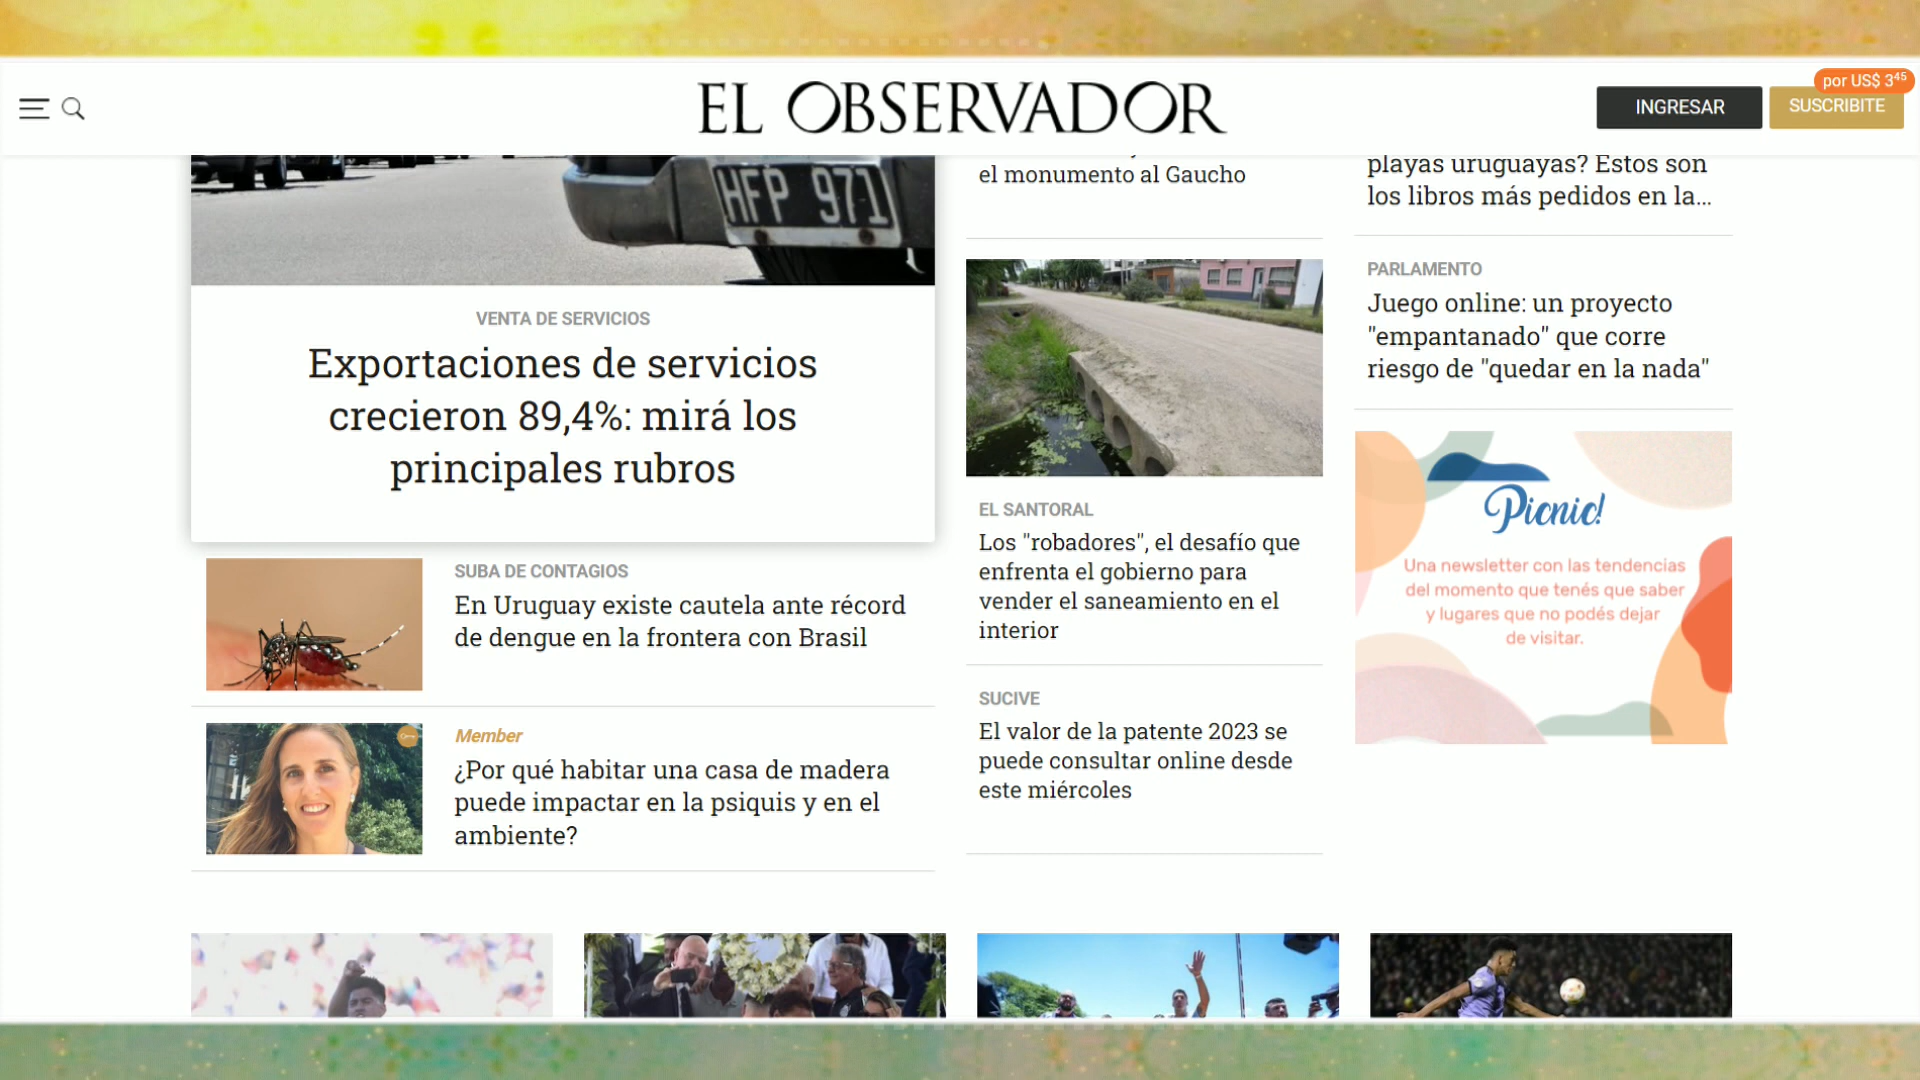 EL OBSERVADOR
INGRESAR
por US$ 3⁴⁵
SUSCRIBITE
HFP 971
VENTA DE SERVICIOS
Exportaciones de servicios
crecieron 89,4%: mirá los
principales rubros
SUBA DE CONTAGIOS
En Uruguay existe cautela ante récord
de dengue en la frontera con Brasil
Member
¿Por qué habitar una casa de madera
puede impactar en la psiquis y en el
ambiente?
el monumento al Gaucho
EL SANTORAL
Los "robadores", el desafío que
enfrenta el gobierno para
vender el saneamiento en el
interior
SUCIVE
El valor de la patente 2023 se
puede consultar online desde
este miércoles
playas uruguayas? Estos son
los libros más pedidos en la...
PARLAMENTO
Juego online: un proyecto
"empantanado" que corre
riesgo de "quedar en la nada"
Picnic!
Una newsletter con las tendencias
del momento que tenés que saber
y lugares que no podés dejar
de visitar.